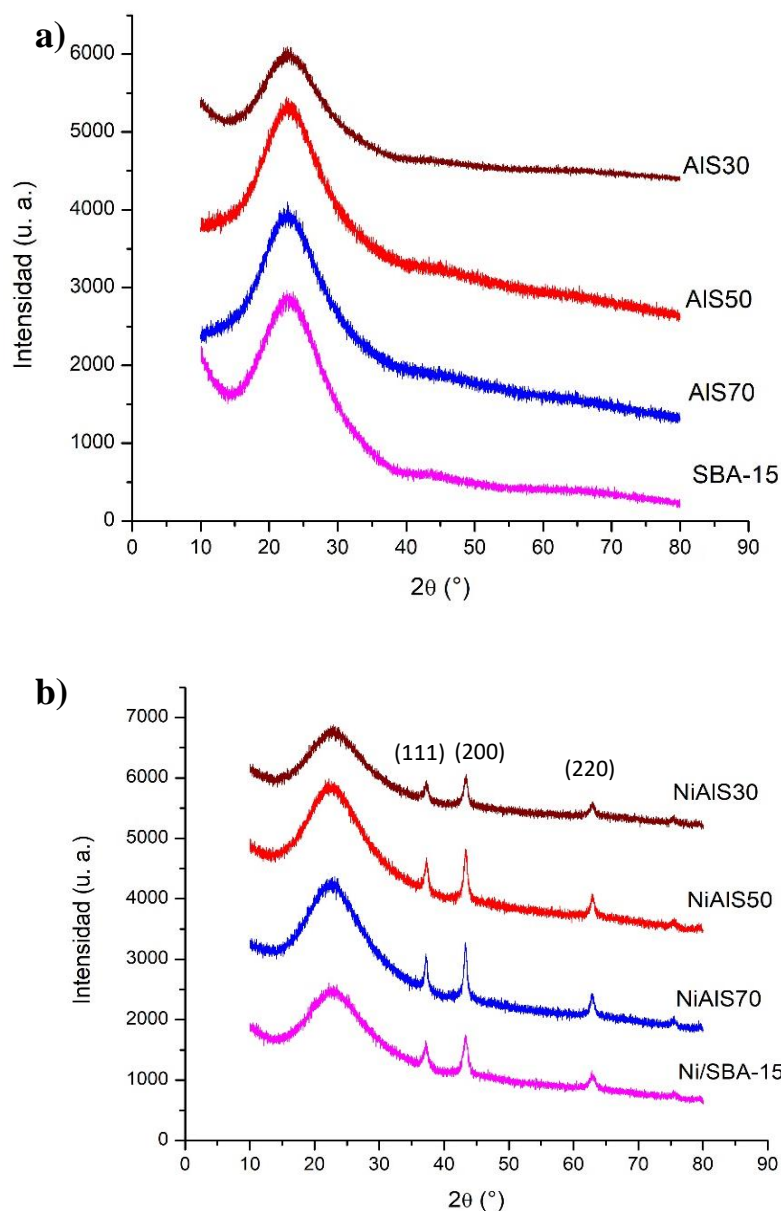 a)
6000
5000
4000
3000
2000
1000
0
Intensidad (u. a.)
AlS30
AlS50
AlS70
SBA-15
0 10 20 30 40 50 60 70 80 90
2θ (°)
b)
7000
6000
5000
4000
3000
2000
1000
0
Intensidad (u. a.)
(111) (200) (220)
NiAlS30
NiAlS50
NiAlS70
Ni/SBA-15
0 10 20 30 40 50 60 70 80 90
2θ (°)